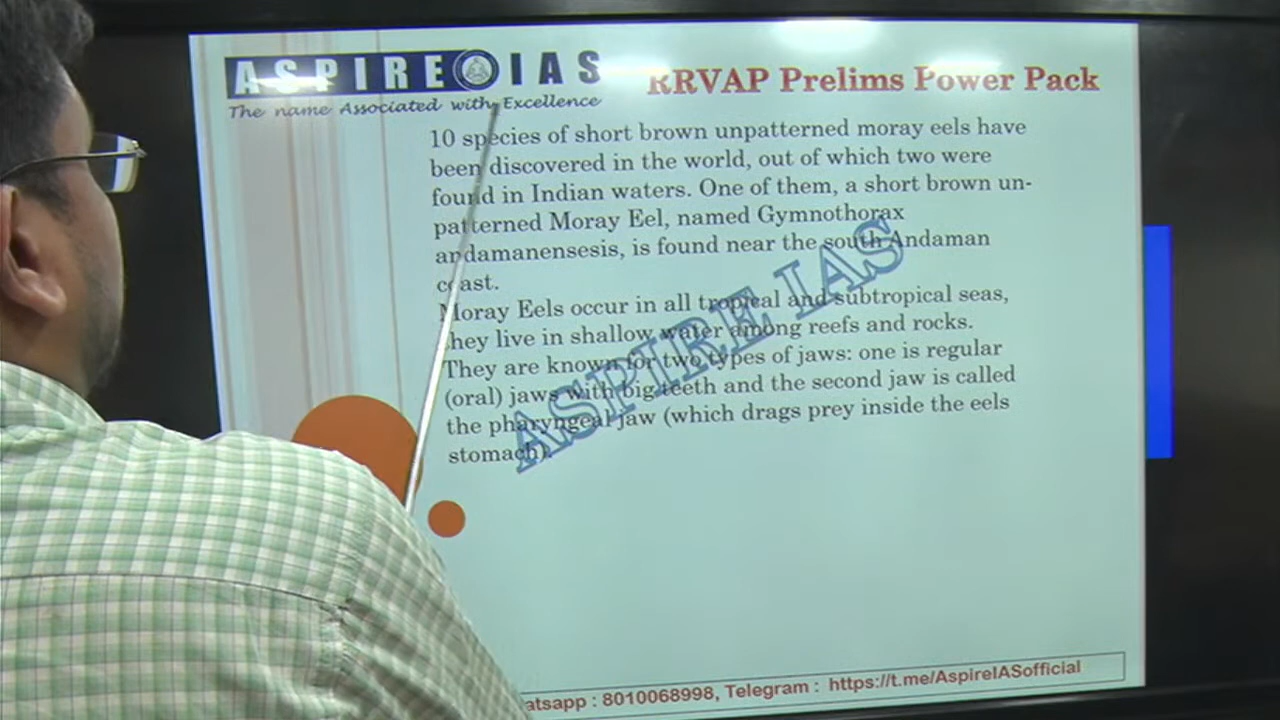 ASPIRE IAS
The name Associated with Excellence
RRVAP Prelims Power Pack
10 species of short brown unpatterned moray eels have
been discovered in the world, out of which two were
found in Indian waters. One of them, a short brown un-
patterned Moray Eel, named Gymnothorax
andamanensesis, is found near the south Andaman
coast.
Moray Eels occur in all tropical and subtropical seas,
they live in shallow water among reefs and rocks.
They are known for two types of jaws: one is regular
(oral) jaws with big teeth and the second jaw is called
the pharyngeal jaw (which drags prey inside the eels
stomach).
ASPIRE IAS
atsapp : 8010068998, Telegram : https://t.me/AspireIASofficial